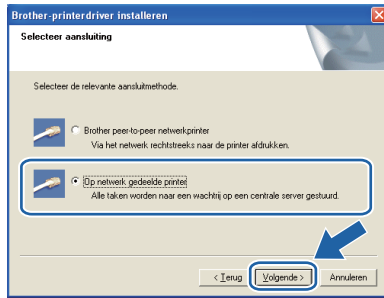 Brother-printerdriver installeren
Selecteer aansluiting
Selecteer de relevante aansluitmethode.
Brother peer-to-peer netwerkprinter
Via het netwerk rechtstreeks naar de printer afdrukken.
Op netwerk gedeelde printer
Alle taken worden naar een wachtrij op een centrale server gestuurd.
< Terug
Volgende >
Annuleren